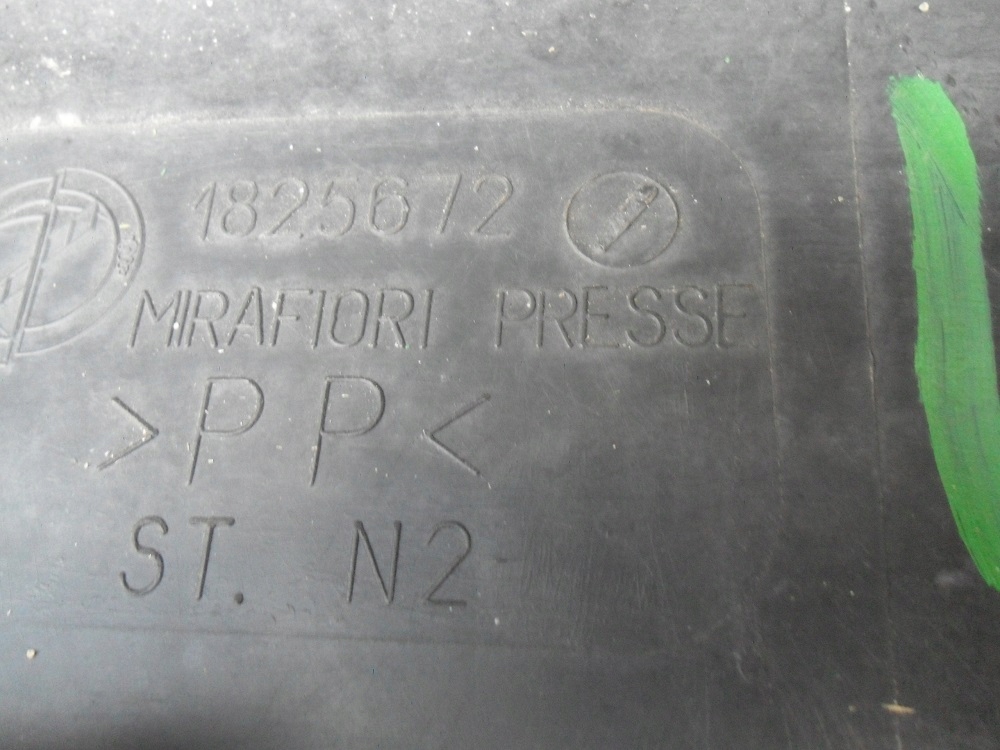 1825672
MIRAFIORI PRESSE
>PP<
ST. N2